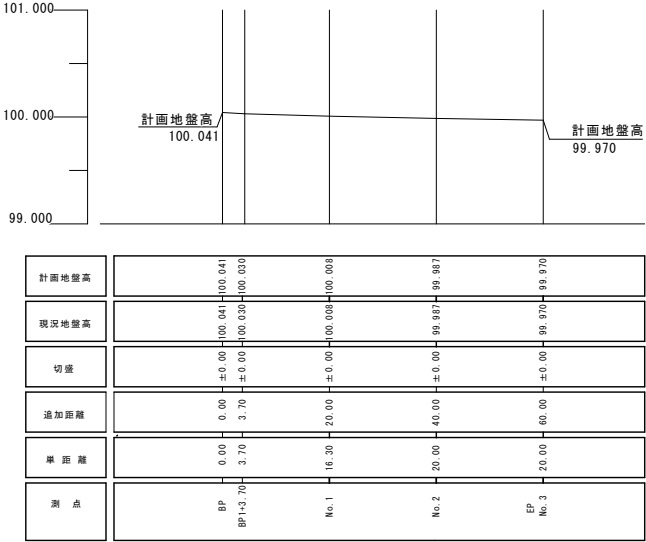 101.000
100.000
99.000
計画地盤高
100.041
計画地盤高
99.970
計画地盤高 100.041 100.030 100.008 99.987 99.970
現況地盤高 100.041 100.030 100.008 99.987 99.970
切盛 ±0.00 ±0.00 ±0.00 ±0.00 ±0.00
追加距離 0.00 3.70 20.00 40.00 60.00
単距離 0.00 3.70 16.30 20.00 20.00
測点 BP BP1+3.70 No.1 No.2 EP No.3